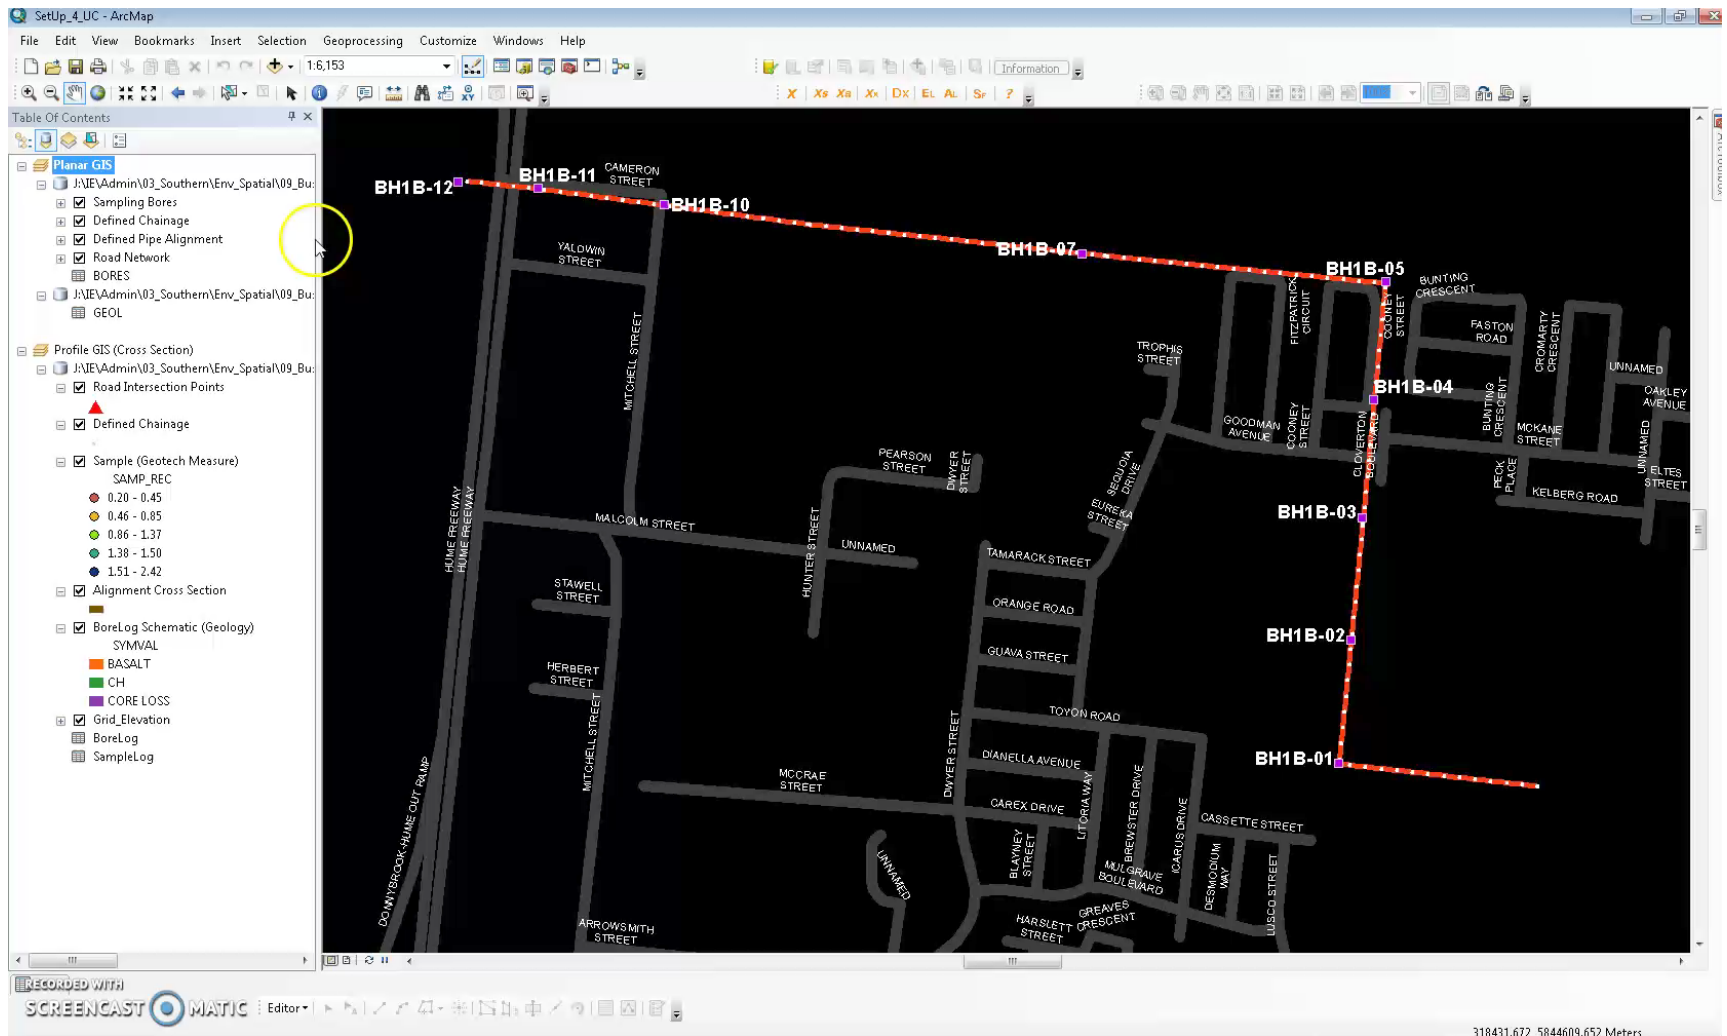 SetUp_4_UC - ArcMap
File Edit View Bookmarks Insert Selection Geoprocessing Customize Windows Help
1:6,153
Information
XY
X Xs Xa Xx DX EL AL SF ?
Table Of Contents
Planar GIS
J:\IE\Admin\03_Southern\Env_Spatial\09_Bu:
Sampling Bores
Defined Chainage
Defined Pipe Alignment
Road Network
BORES
J:\IE\Admin\03_Southern\Env_Spatial\09_Bu:
GEOL
Profile GIS (Cross Section)
J:\IE\Admin\03_Southern\Env_Spatial\09_Bu:
Road Intersection Points
Defined Chainage
Sample (Geotech Measure)
SAMP_REC
0.20 - 0.45
0.46 - 0.85
0.86 - 1.37
1.38 - 1.50
1.51 - 2.42
Alignment Cross Section
BoreLog Schematic (Geology)
SYMVAL
BASALT
CH
CORE LOSS
Grid_Elevation
BoreLog
SampleLog
BH1B-12
BH1B-11
CAMERON
STREET
BH1B-10
YALDWIN
STREET
BH1B-07
BH1B-05
BUNTING
CRESCENT
FITZPATRICK
CIRCUIT
COONEY
STREET
FASTON
ROAD
CROMARTY
CRESCENT
TROPHIS
STREET
MITCHELL STREET
UNNAMED
OAKLEY
AVENUE
BH1B-04
GOODMAN
AVENUE
COONEY
STREET
CLOVERTON
BOULEVARD
BUNTING
CRESCENT
MCKANE
STREET
UNNAMED
PEARSON
STREET
DWYER
STREET
SEQUOIA
DRIVE
PECK
PLACE
ELTES
STREET
KELBERG ROAD
EUREKA
STREET
BH1B-03
HUME FREEWAY
HUME FREEWAY
MALCOLM STREET
HUNTER STREET
UNNAMED
TAMARACK STREET
STAWELL
STREET
ORANGE ROAD
BH1B-02
GUAVA STREET
HERBERT
STREET
MITCHELL STREET
TOYON ROAD
DWYER STREET
DIANELLA AVENUE
BH1B-01
MCCRAE
STREET
CAREX DRIVE
LITORIA WAY
BREWSTER DRIVE
ICARUS DRIVE
CASSETTE STREET
DONNYBROOK-HUME OUT RAMP
BLAYNEY
STREET
UNNAMED
MULGRAVE
BOULEVARD
DESMODIUM
WAY
LUSCO STREET
ARROWSMITH
STREET
HARSLETT
STREET
GREAVES
CRESCENT
RECORDED WITH
SCREENCAST MATIC
Editor
318431.672 5844609.652 Meters